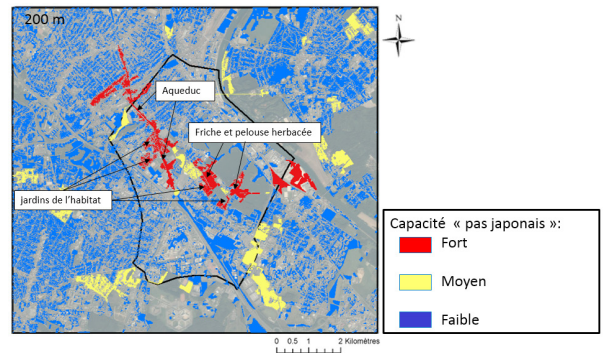 200 m
N
Aqueduc
Friche et pelouse herbacée
jardins de l'habitat
Capacité « pas japonais »:
Fort
Moyen
Faible
0 0.5 1 2 Kilomètres